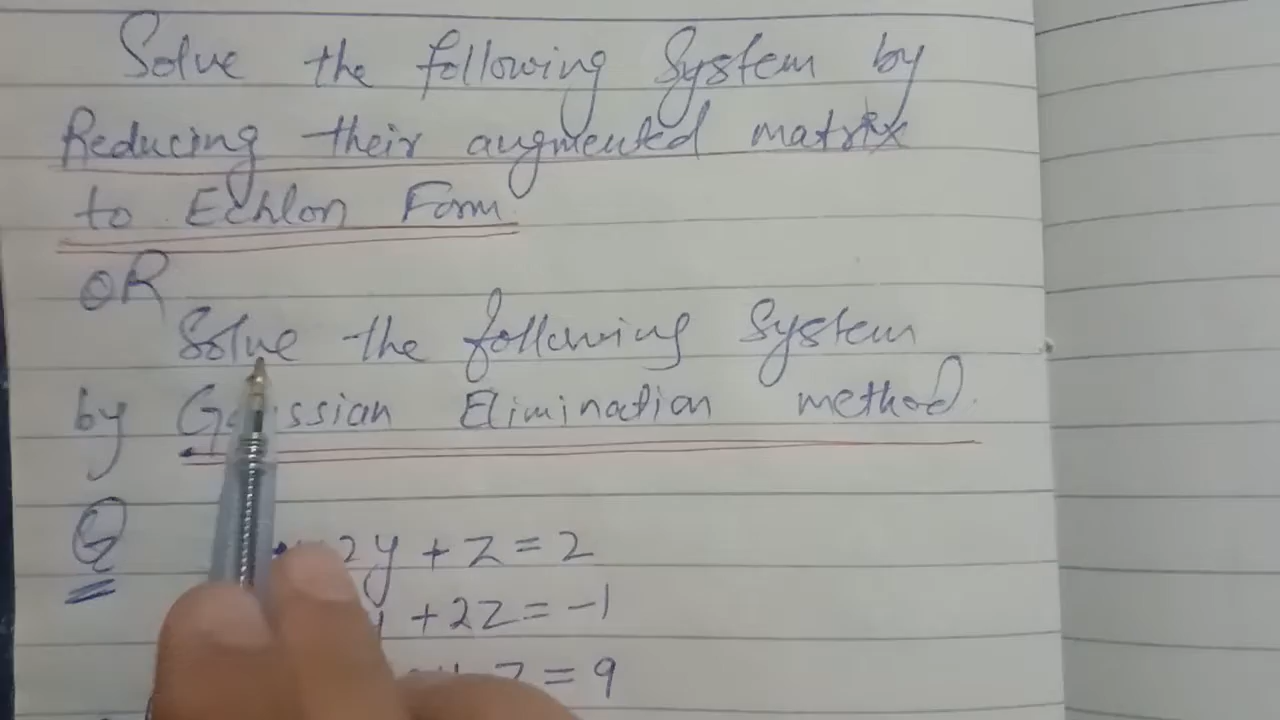 Solve the following System by
Reducing their augmented matrix
to Echlon Form
OR
Solve the following System
by Gaussian Elimination method.
Q 2y + z = 2
+ 2z = -1
z = 9